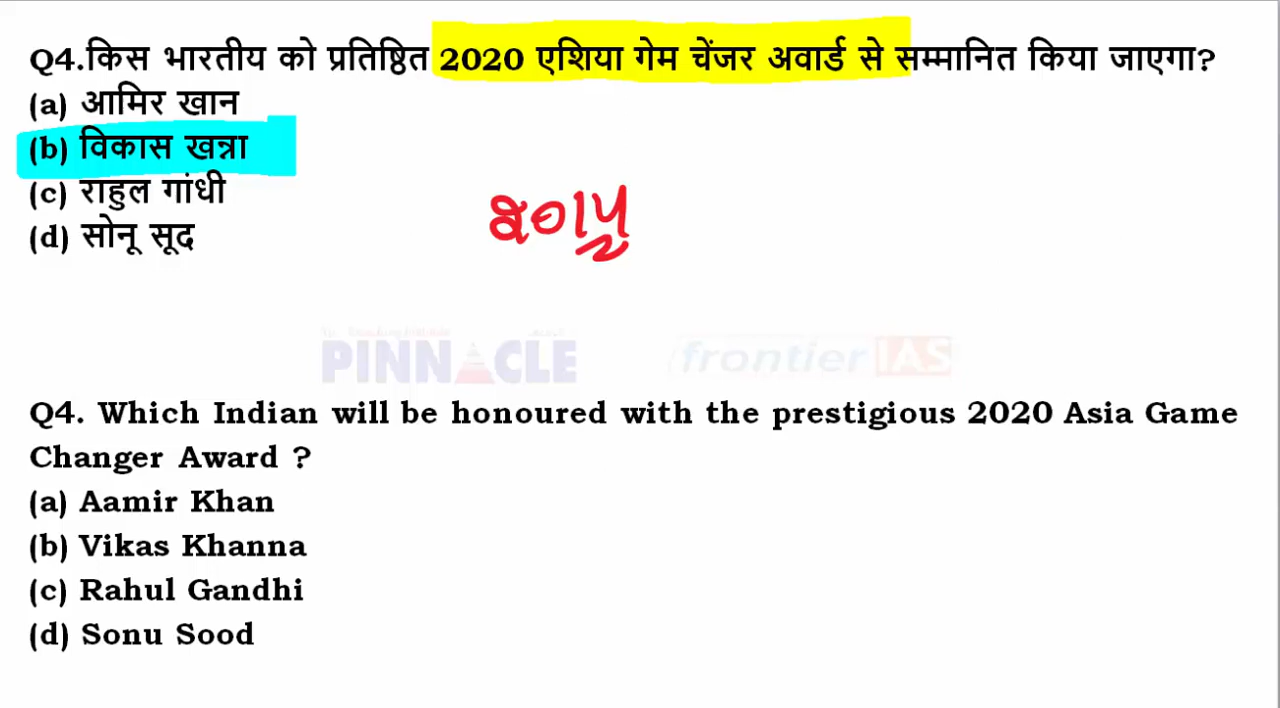 Q4.किस भारतीय को प्रतिष्ठित 2020 एशिया गेम चेंजर अवार्ड से सम्मानित किया जाएगा?
(a) आमिर खान
(b) विकास खन्ना
(c) राहुल गांधी
(d) सोनू सूद
PINNACLE frontier IAS
Q4. Which Indian will be honoured with the prestigious 2020 Asia Game
Changer Award ?
(a) Aamir Khan
(b) Vikas Khanna
(c) Rahul Gandhi
(d) Sonu Sood